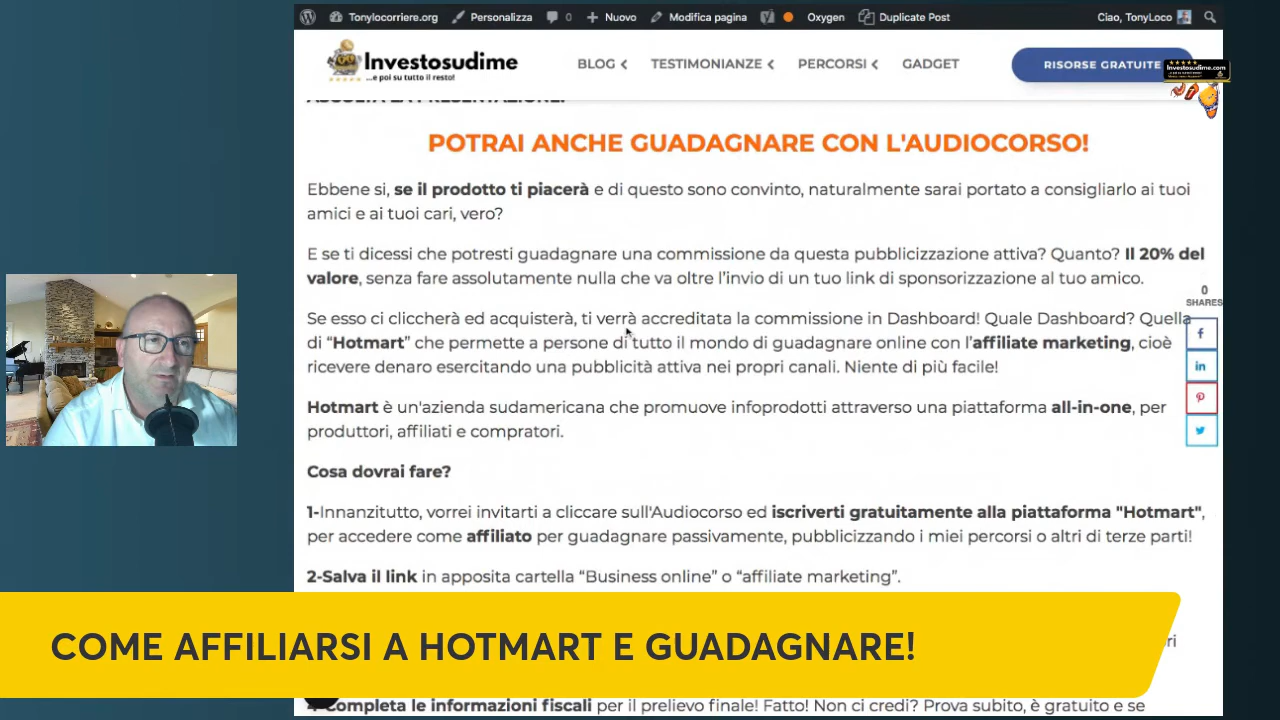 Tonylocorriere.org Personalizza 0 Nuovo Modifica pagina Oxygen Duplicate Post Ciao, TonyLoco
Investosudime
...e poi su tutto il resto!
BLOG TESTIMONIANZE PERCORSI GADGET RISORSE GRATUITE
Investosudime.com
POTRAI ANCHE GUADAGNARE CON L'AUDIOCORSO!
Ebbene si, se il prodotto ti piacerà e di questo sono convinto, naturalmente sarai portato a consigliarlo ai tuoi
amici e ai tuoi cari, vero?
E se ti dicessi che potresti guadagnare una commissione da questa pubblicizzazione attiva? Quanto? Il 20% del
valore, senza fare assolutamente nulla che va oltre l’invio di un tuo link di sponsorizzazione al tuo amico.
0
SHARES
Se esso ci cliccherà ed acquisterà, ti verrà accreditata la commissione in Dashboard! Quale Dashboard? Quella
di “Hotmart” che permette a persone di tutto il mondo di guadagnare online con l’affiliate marketing, cioè
ricevere denaro esercitando una pubblicità attiva nei propri canali. Niente di più facile!
Hotmart è un'azienda sudamericana che promuove infoprodotti attraverso una piattaforma all-in-one, per
produttori, affiliati e compratori.
Cosa dovrai fare?
1-Innanzitutto, vorrei invitarti a cliccare sull'Audiocorso ed iscriverti gratuitamente alla piattaforma "Hotmart",
per accedere come affiliato per guadagnare passivamente, pubblicizzando i miei percorsi o altri di terze parti!
2-Salva il link in apposita cartella “Business online” o “affiliate marketing”.
COME AFFILIARSI A HOTMART E GUADAGNARE!
Completa le informazioni fiscali per il prelievo finale! Fatto! Non ci credi? Prova subito, è gratuito e se